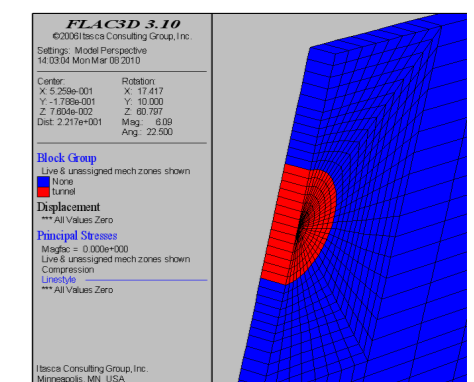 FLAC3D 3.10
©2006 Itasca Consulting Group, Inc.
Settings: Model Perspective
14:03:04 Mon Mar 08 2010
Center: Rotation:
X: 5.259e-001 X: 17.417
Y: -1.788e-001 Y: 10.000
Z: 7.604e-002 Z: 60.797
Dist: 2.217e+001 Mag.: 6.09
Ang.: 22.500
Block Group
Live & unassigned mech zones shown
None
tunnel
Displacement
*** All Values Zero
Principal Stresses
Magfac = 0.000e+000
Live & unassigned mech zones shown
Compression
Linestyle
*** All Values Zero
Itasca Consulting Group, Inc.
Minneapolis, MN USA